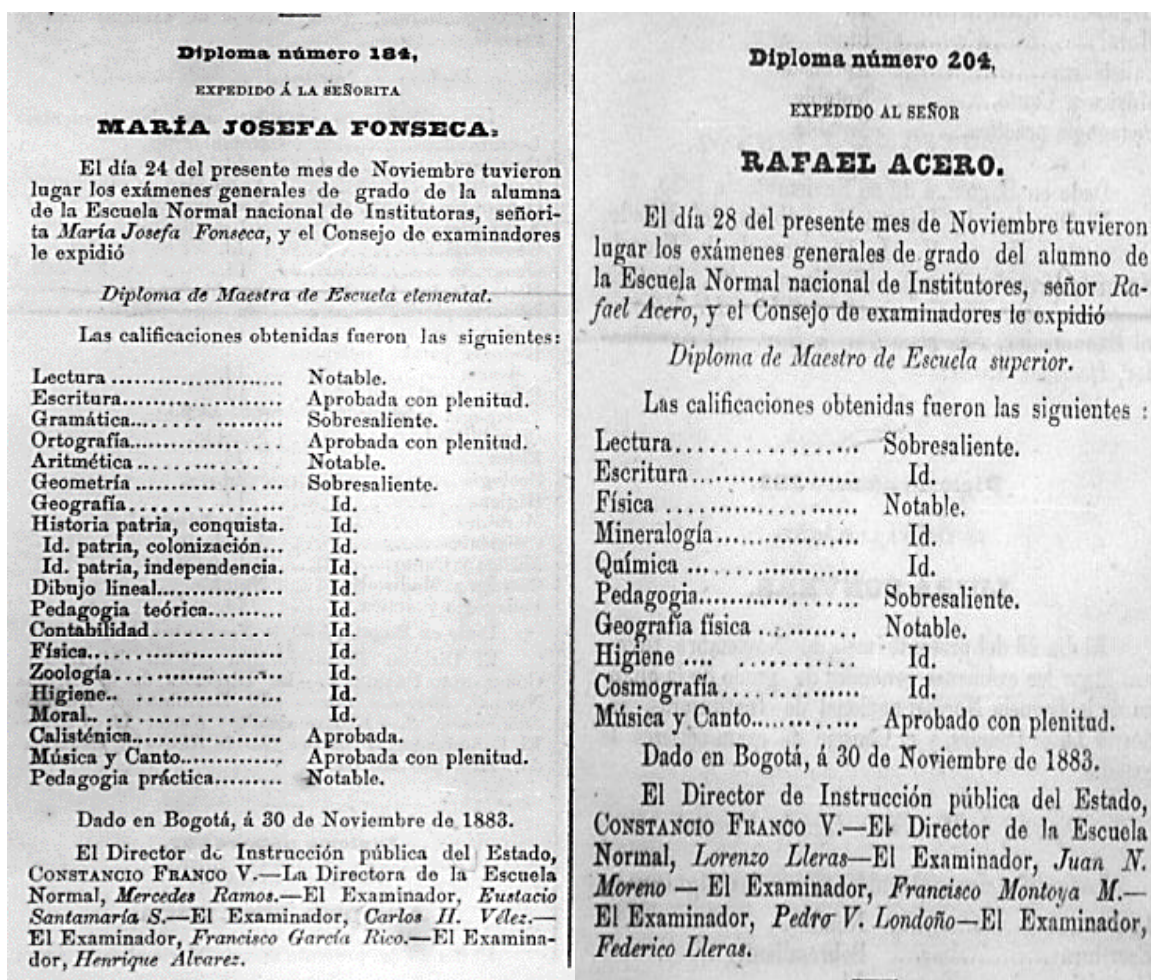 Diploma número 184,
EXPEDIDO Á LA SEÑORITA
MARÍA JOSEFA FONSECA.
El día 24 del presente mes de Noviembre tuvieron
lugar los exámenes generales de grado de la alumna
de la Escuela Normal nacional de Institutoras, señori-
ta María Josefa Fonseca, y el Consejo de examinadores
le expidió
Diploma de Maestra de Escuela elemental.
Las calificaciones obtenidas fueron las siguientes:
Lectura ........................ Notable.
Escritura..................... Aprobada con plenitud.
Gramática..................... Sobresaliente.
Ortografía..................... Aprobada con plenitud.
Aritmética ..................... Notable.
Geometría ..................... Sobresaliente.
Geografía ..................... Id.
Historia patria, conquista. Id.
Id. patria, colonización... Id.
Id. patria, independencia. Id.
Dibujo lineal................ Id.
Pedagogia teórica........ Id.
Contabilidad ................ Id.
Física........................... Id.
Zoología ..................... Id.
Higiene........................ Id.
Moral........................... Id.
Calisténica................... Aprobada.
Música y Canto............. Aprobada con plenitud.
Pedagogia práctica......... Notable.
Dado en Bogotá, á 30 de Noviembre de 1883.
El Director de Instrucción pública del Estado,
CONSTANCIO FRANCO V.—La Directora de la Escuela
Normal, Mercedes Ramos.—El Examinador, Eustacio
Santamaría S.—El Examinador, Carlos H. Vélez.—
El Examinador, Francisco García Rico.—El Examina-
dor, Henrique Alvarez.
Diploma número 204,
EXPEDIDO AL SEÑOR
RAFAEL ACERO.
El día 28 del presente mes de Noviembre tuvieron
lugar los exámenes generales de grado del alumno de
la Escuela Normal nacional de Institutores, señor Ra-
fael Acero, y el Consejo de examinadores le expidió
Diploma de Maestro de Escuela superior.
Las calificaciones obtenidas fueron las siguientes :
Lectura..................... Sobresaliente.
Escritura ................... Id.
Física ....................... Notable.
Mineralogía................ Id.
Química .................... Id.
Pedagogia.................. Sobresaliente.
Geografía física .......... Notable.
Higiene .................... Id.
Cosmografía.............. Id.
Música y Canto............ Aprobado con plenitud.
Dado en Bogotá, á 30 de Noviembre de 1883.
El Director de Instrucción pública del Estado,
CONSTANCIO FRANCO V.—El Director de la Escuela
Normal, Lorenzo Lleras—El Examinador, Juan N.
Moreno — El Examinador, Francisco Montoya M.—
El Examinador, Pedro V. Londoño—El Examinador,
Federico Lleras.